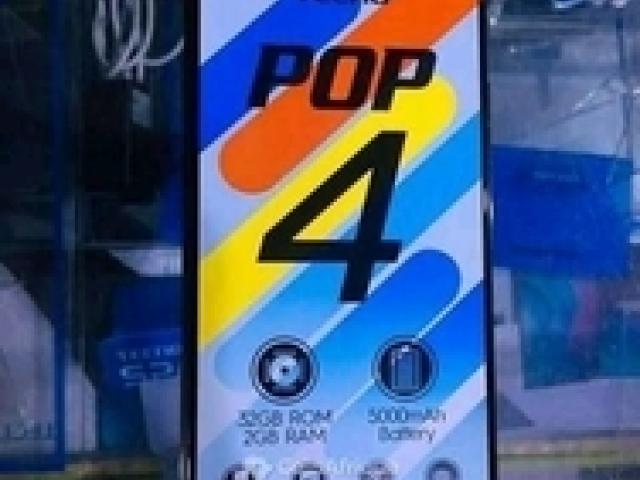 POP
4
32GB ROM
2GB RAM
5000mAh
Battery